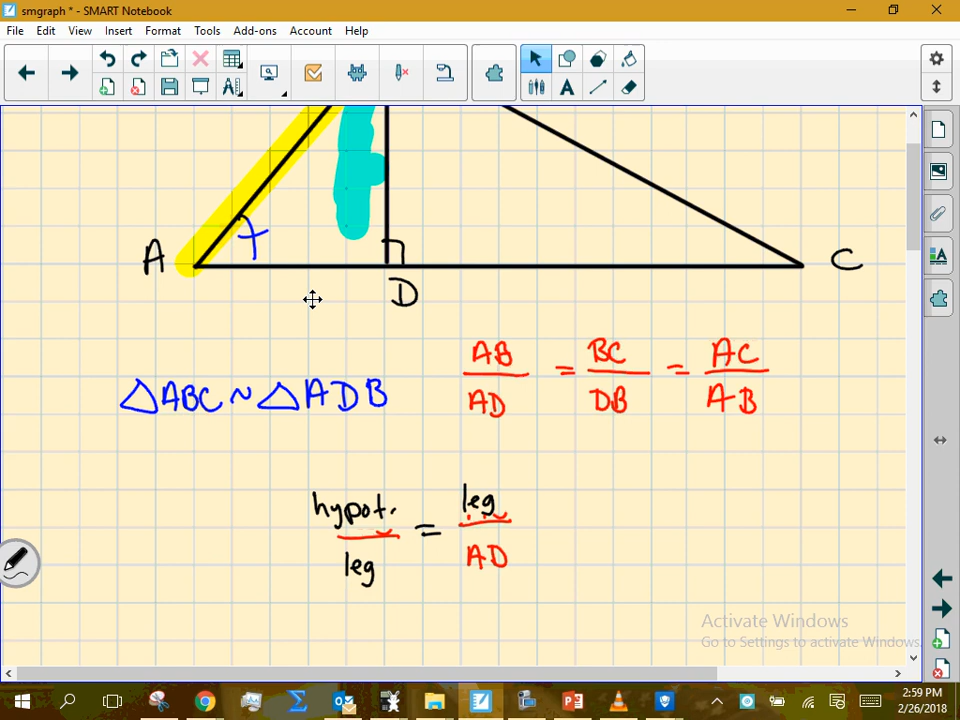 smgraph * - SMART Notebook
File Edit View Insert Format Tools Add-ons Account Help
A
D
C
△ABC ~ △ADB
AB/AD = BC/DB = AC/AB
hypot./leg = leg/AD
Activate Windows
Go to Settings to activate Windows.
2:59 PM
2/26/2018